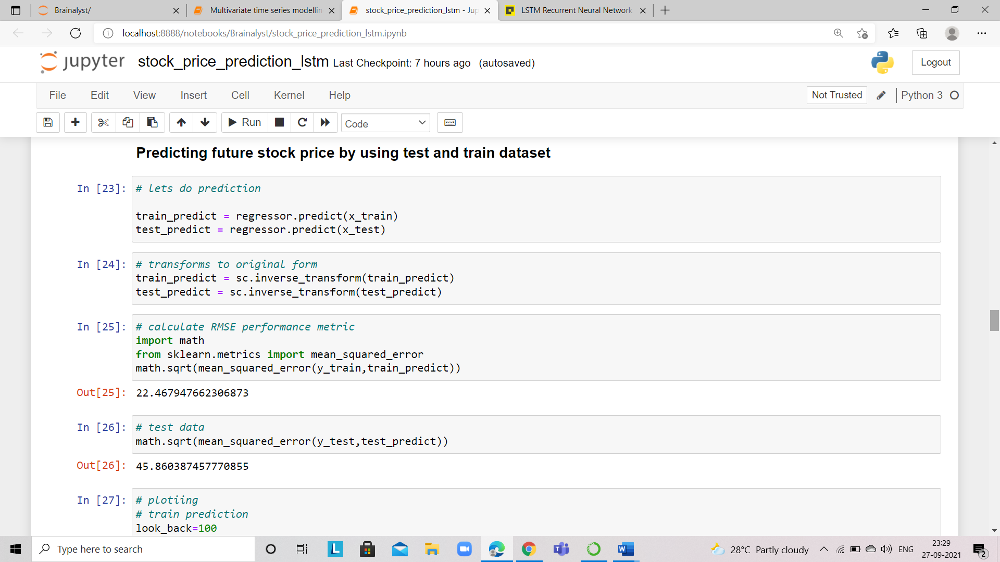 Brainalyst/
Multivariate time series modellin
stock_price_prediction_lstm - Jup
LSTM Recurrent Neural Network
localhost:8888/notebooks/Brainalyst/stock_price_prediction_lstm.ipynb
jupyter stock_price_prediction_lstm Last Checkpoint: 7 hours ago (autosaved)
Logout
File Edit View Insert Cell Kernel Help
Not Trusted
Python 3
Run
Code
Predicting future stock price by using test and train dataset
In [23]: # lets do prediction
train_predict = regressor.predict(x_train)
test_predict = regressor.predict(x_test)
In [24]: # transforms to original form
train_predict = sc.inverse_transform(train_predict)
test_predict = sc.inverse_transform(test_predict)
In [25]: # calculate RMSE performance metric
import math
from sklearn.metrics import mean_squared_error
math.sqrt(mean_squared_error(y_train,train_predict))
Out[25]: 22.467947662306873
In [26]: # test data
math.sqrt(mean_squared_error(y_test,test_predict))
Out[26]: 45.860387457770855
In [27]: # plotiing
# train prediction
look_back=100
Type here to search
L
W
28°C Partly cloudy
ENG
23:29
27-09-2021
2